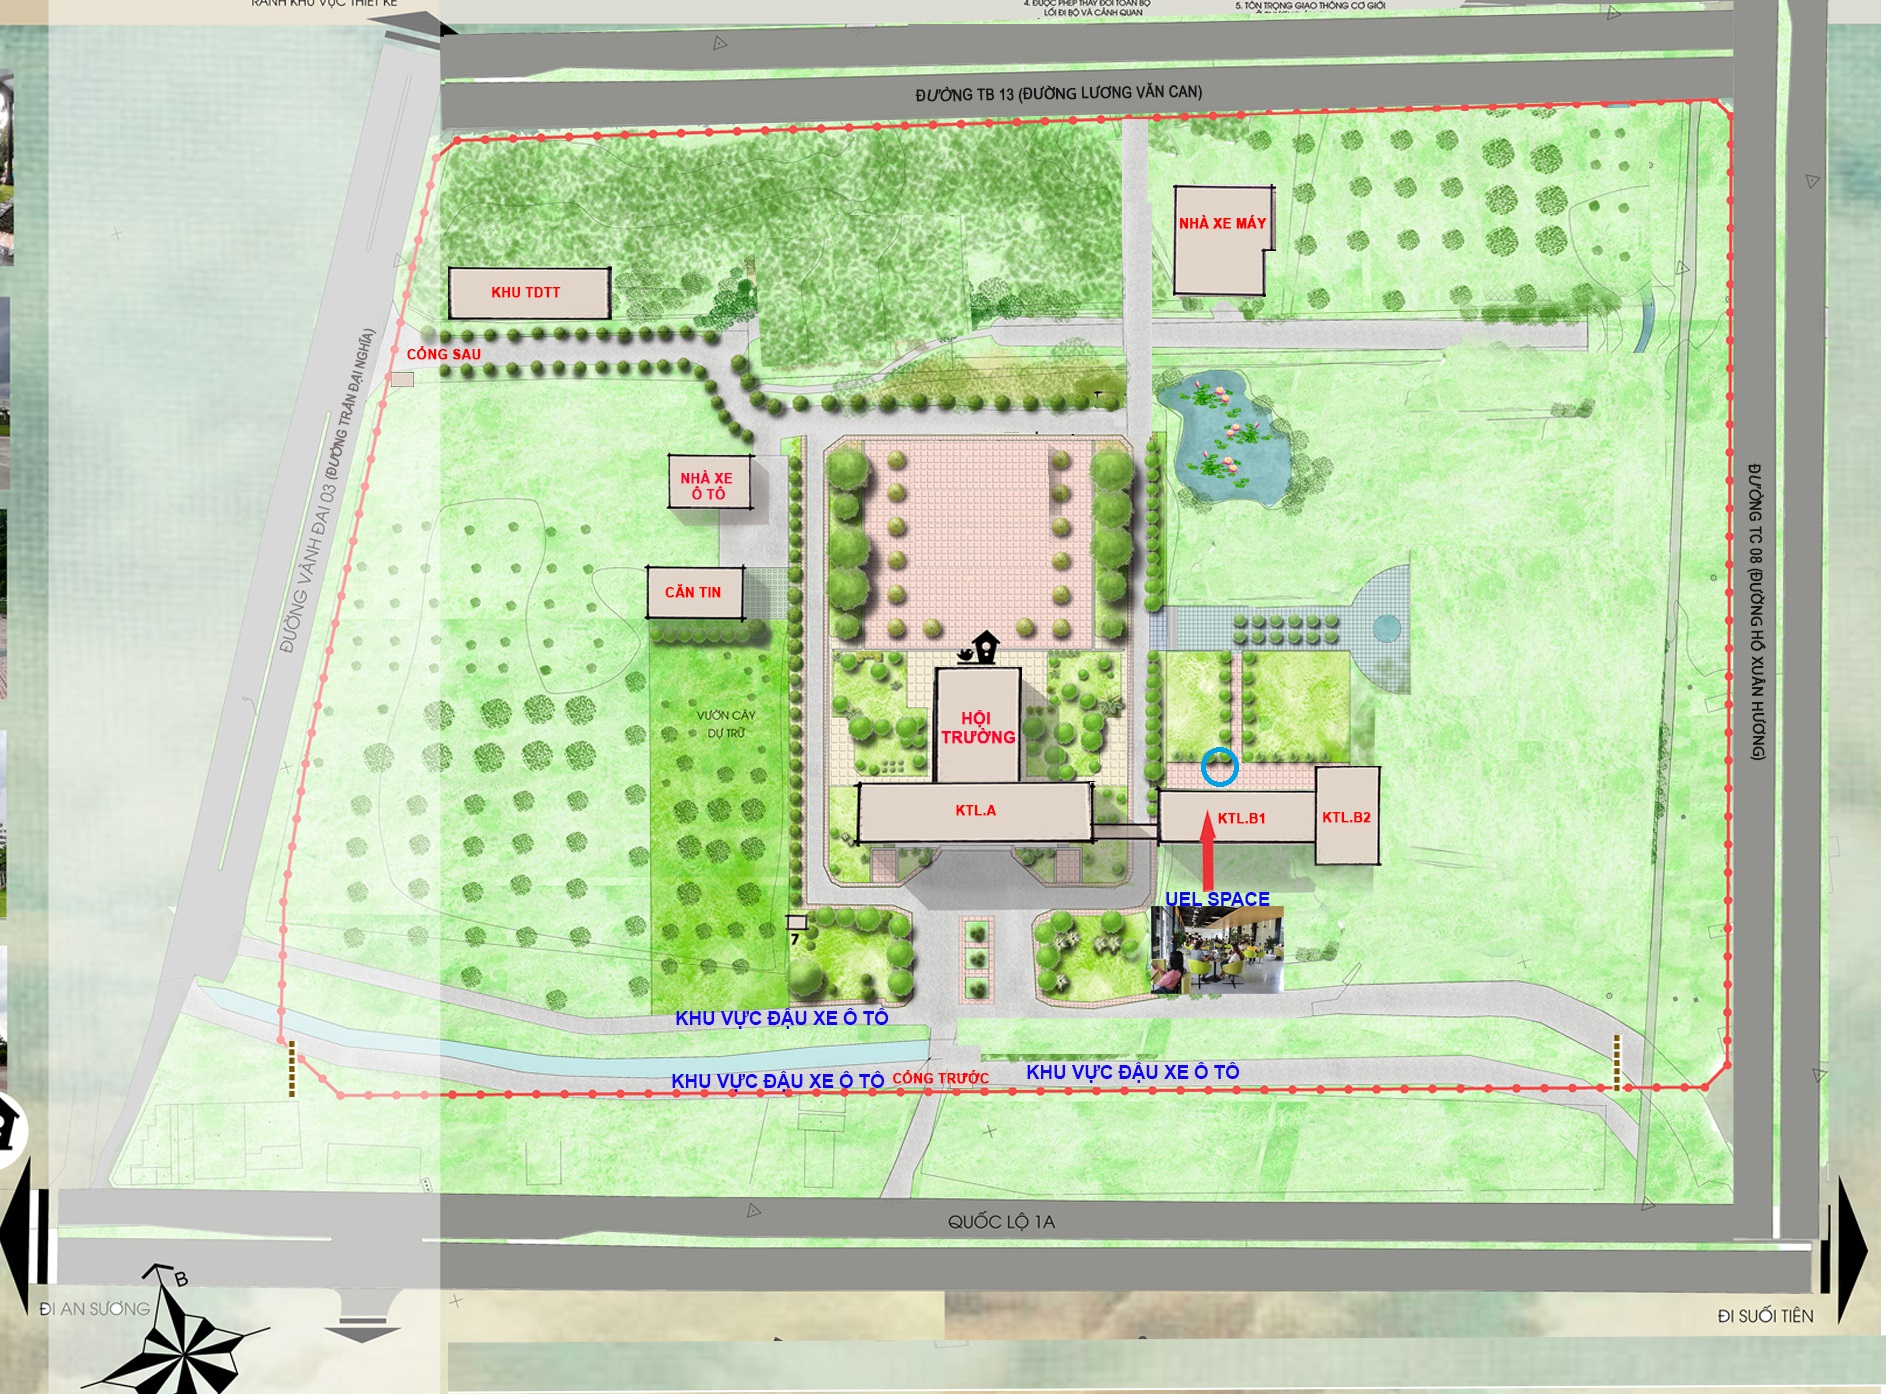 RANH KHU VỰC THIẾT KẾ
4. ĐƯỢC PHÉP THAY ĐỔI TOÀN BỘ
LỐI ĐI BỘ VÀ CẢNH QUAN
5. TÔN TRỌNG GIAO THÔNG CƠ GIỚI
ĐƯỜNG TB 13 (ĐƯỜNG LƯƠNG VĂN CAN)
NHÀ XE MÁY
KHU TDTT
CỔNG SAU
ĐƯỜNG VÀNH ĐAI 03 (ĐƯỜNG TRẦN ĐẠI NGHĨA)
NHÀ XE
Ô TÔ
CĂN TIN
ĐƯỜNG TC 08 (ĐƯỜNG HỒ XUÂN HƯƠNG)
VƯỜN CÂY
DỰ TRỮ
HỘI
TRƯỜNG
KTL.A
KTL.B1
KTL.B2
UEL SPACE
7
KHU VỰC ĐẬU XE Ô TÔ
KHU VỰC ĐẬU XE Ô TÔ
CỔNG TRƯỚC
KHU VỰC ĐẬU XE Ô TÔ
QUỐC LỘ 1A
B
ĐI AN SƯƠNG
ĐI SUỐI TIÊN